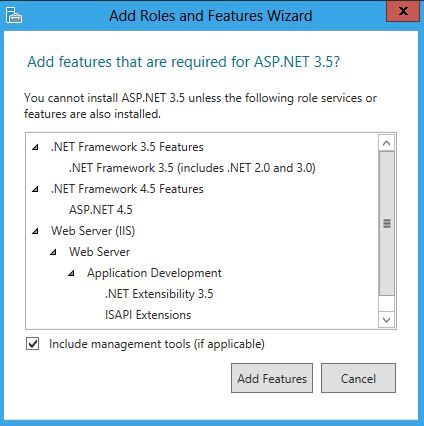 Add Roles and Features Wizard
x
Add features that are required for ASP.NET 3.5?
You cannot install ASP.NET 3.5 unless the following role services or
features are also installed.
.NET Framework 3.5 Features
.NET Framework 3.5 (includes .NET 2.0 and 3.0)
.NET Framework 4.5 Features
ASP.NET 4.5
Web Server (IIS)
Web Server
Application Development
.NET Extensibility 3.5
ISAPI Extensions
Include management tools (if applicable)
Add Features
Cancel